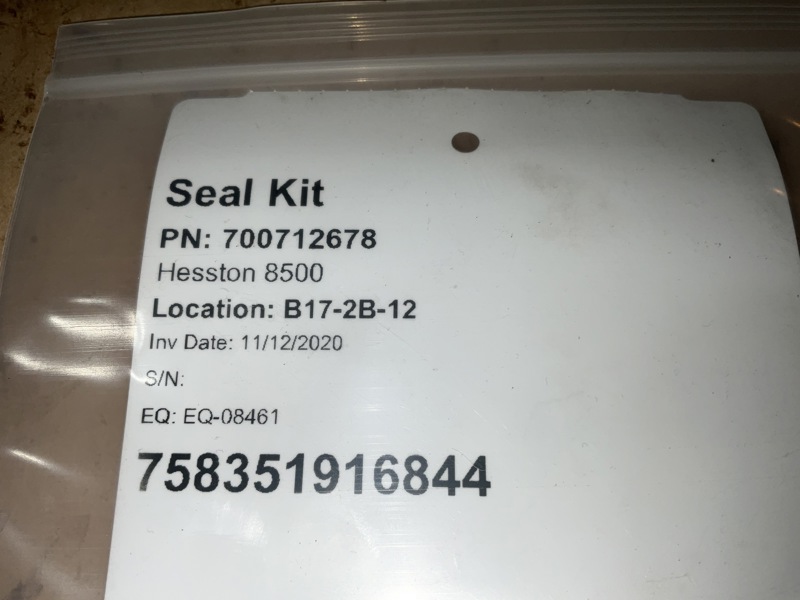 Seal Kit
PN: 700712678
Hesston 8500
Location: B17-2B-12
Inv Date: 11/12/2020
S/N:
EQ: EQ-08461
758351916844